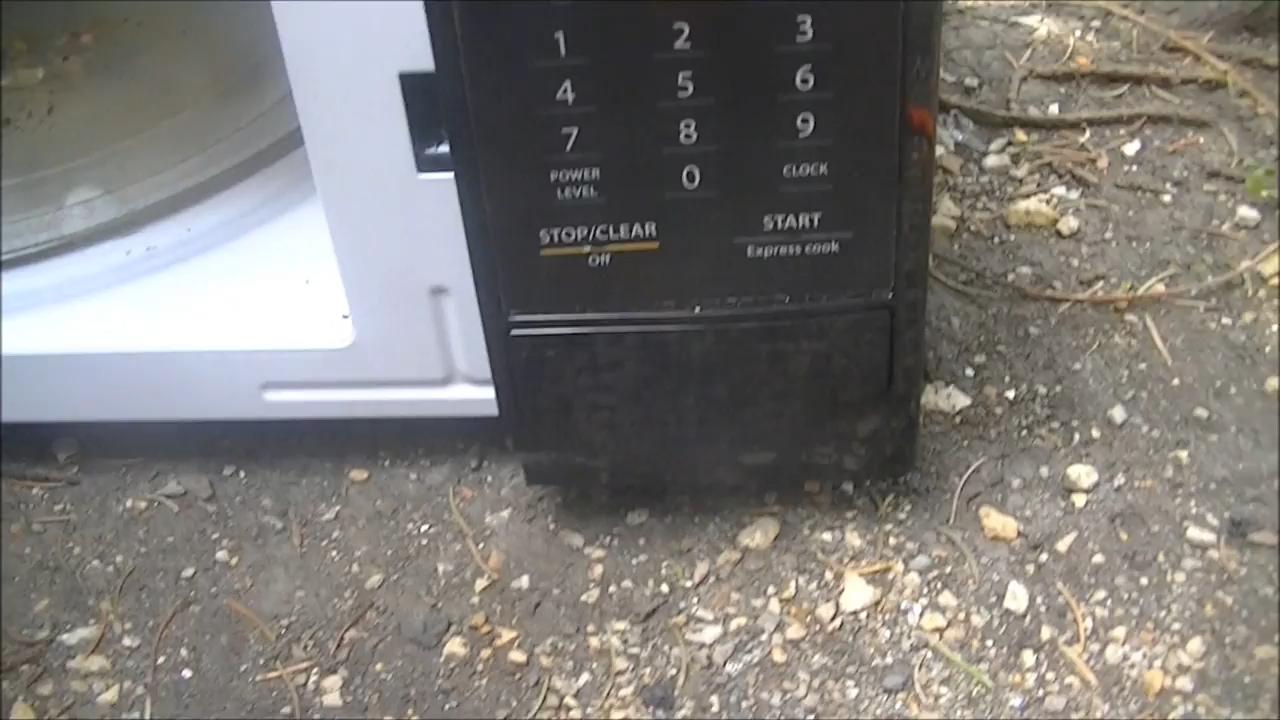 1 2 3
4 5 6
7 8 9
POWER LEVEL 0 CLOCK
STOP/CLEAR START
Off Express cook